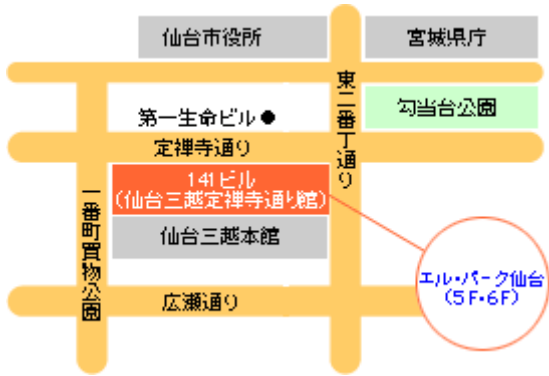 仙台市役所
宮城県庁
東二番丁通り
勾当台公園
第一生命ビル●
定禅寺通り
141ビル
(仙台三越定禅寺通り館)
一番町買物公園
仙台三越本館
エル・パーク仙台
(5F・6F)
広瀬通り